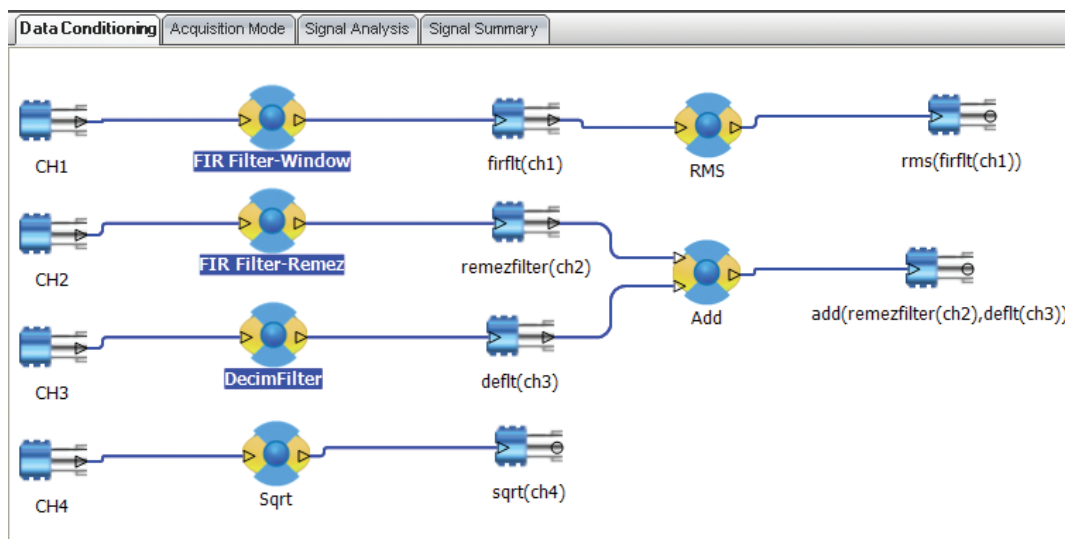 Data Conditioning
Acquisition Mode
Signal Analysis
Signal Summary
CH1
FIR Filter-Window
firflt(ch1)
RMS
rms(firflt(ch1))
CH2
FIR Filter-Remez
remezfilter(ch2)
Add
add(remezfilter(ch2),deflt(ch3))
CH3
DecimFilter
deflt(ch3)
CH4
Sqrt
sqrt(ch4)